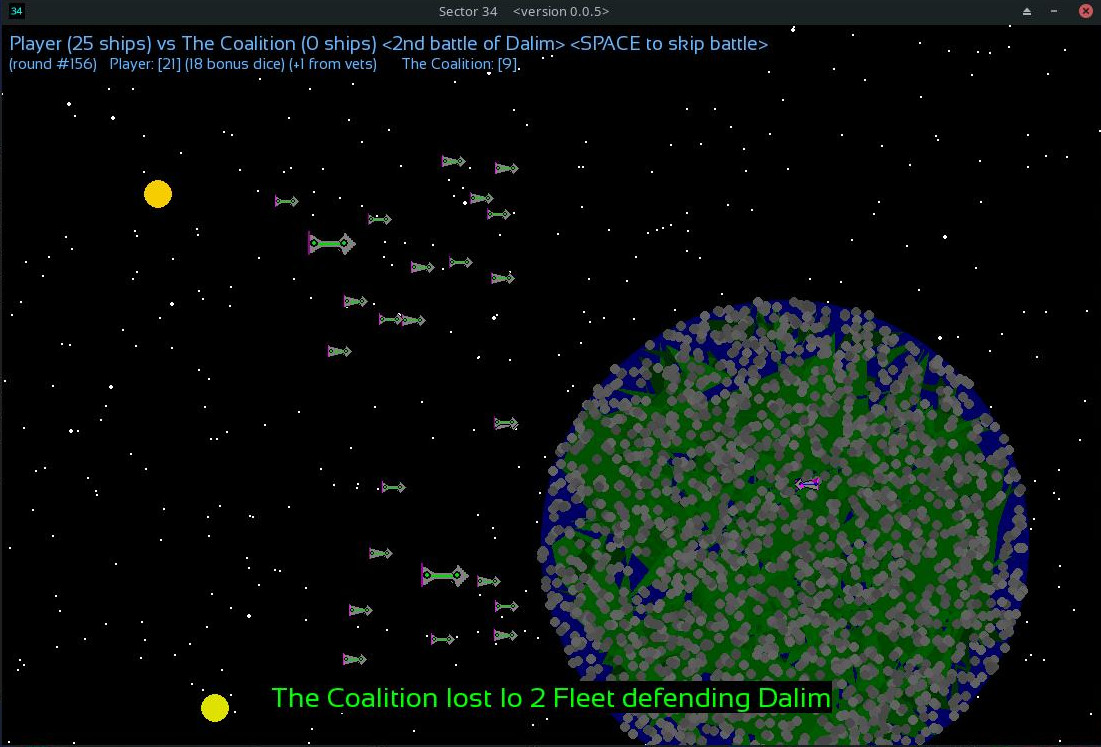 34
Sector 34 <version 0.0.5>
Player (25 ships) vs The Coalition (0 ships) <2nd battle of Dalim> <SPACE to skip battle>
(round #156) Player: [21] (18 bonus dice) (+1 from vets) The Coalition: [9]
The Coalition lost Io 2 Fleet defending Dalim